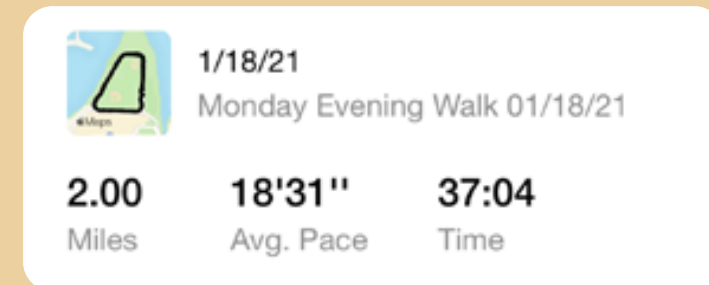 1/18/21
Monday Evening Walk 01/18/21
Maps
2.00 18'31'' 37:04
Miles Avg. Pace Time